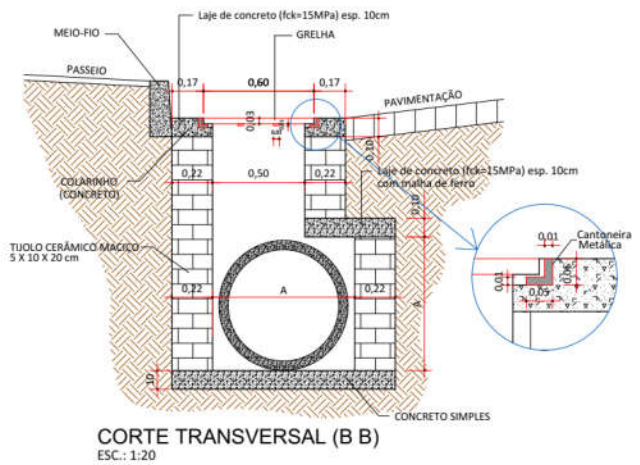 Laje de concreto (fck=15MPa) esp. 10cm
MEIO-FIO
GRELHA
PASSEIO
0,17
0,60
0,17
PAVIMENTAÇÃO
0,03
0,10
COLARINHO
(CONCRETO)
0,22
0,50
0,22
Laje de concreto (fck=15MPa) esp. 10cm
com malha de ferro
0,10
TIJOLO CERÂMICO MACIÇO
5 X 10 X 20 cm
0,22
A
0,22
A
0,01
Cantoneira
Metálica
0,01
0,06
0,05
10
CONCRETO SIMPLES
CORTE TRANSVERSAL (B B)
ESC.: 1:20